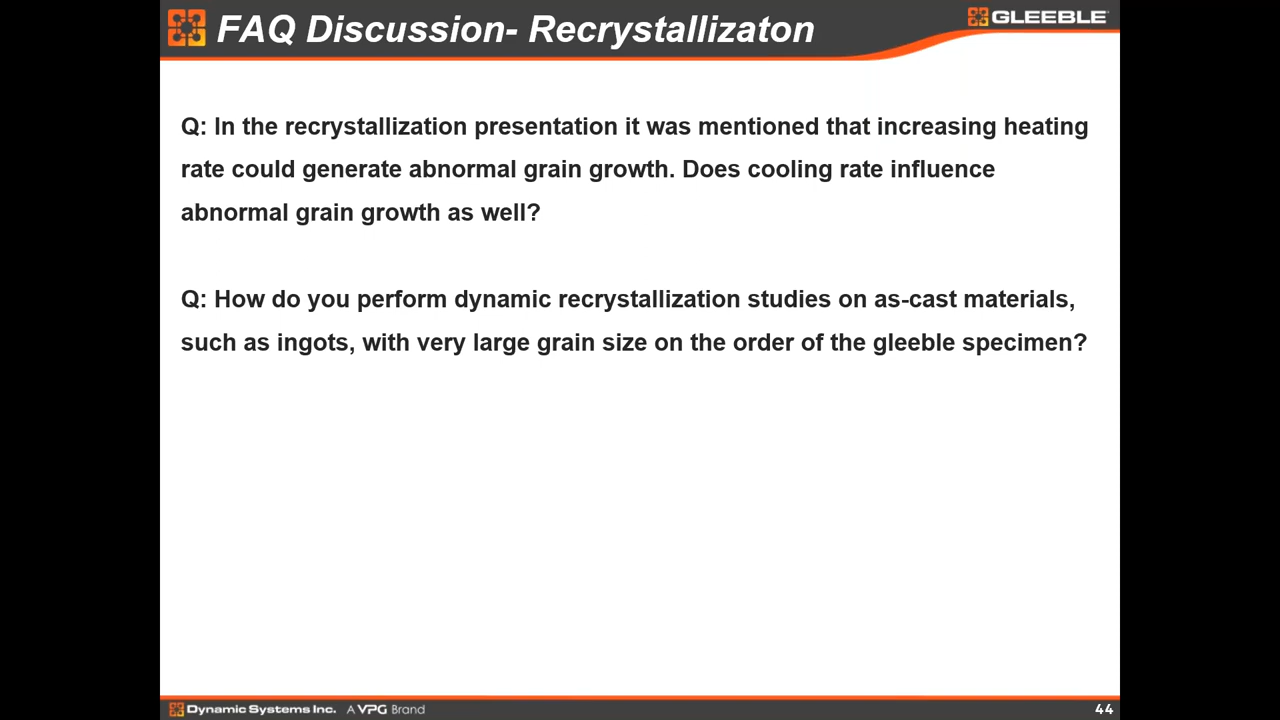 FAQ Discussion- Recrystallizaton
GLEEBLE
Q: In the recrystallization presentation it was mentioned that increasing heating
rate could generate abnormal grain growth. Does cooling rate influence
abnormal grain growth as well?
Q: How do you perform dynamic recrystallization studies on as-cast materials,
such as ingots, with very large grain size on the order of the gleeble specimen?
Dynamic Systems Inc. A VPG Brand
44